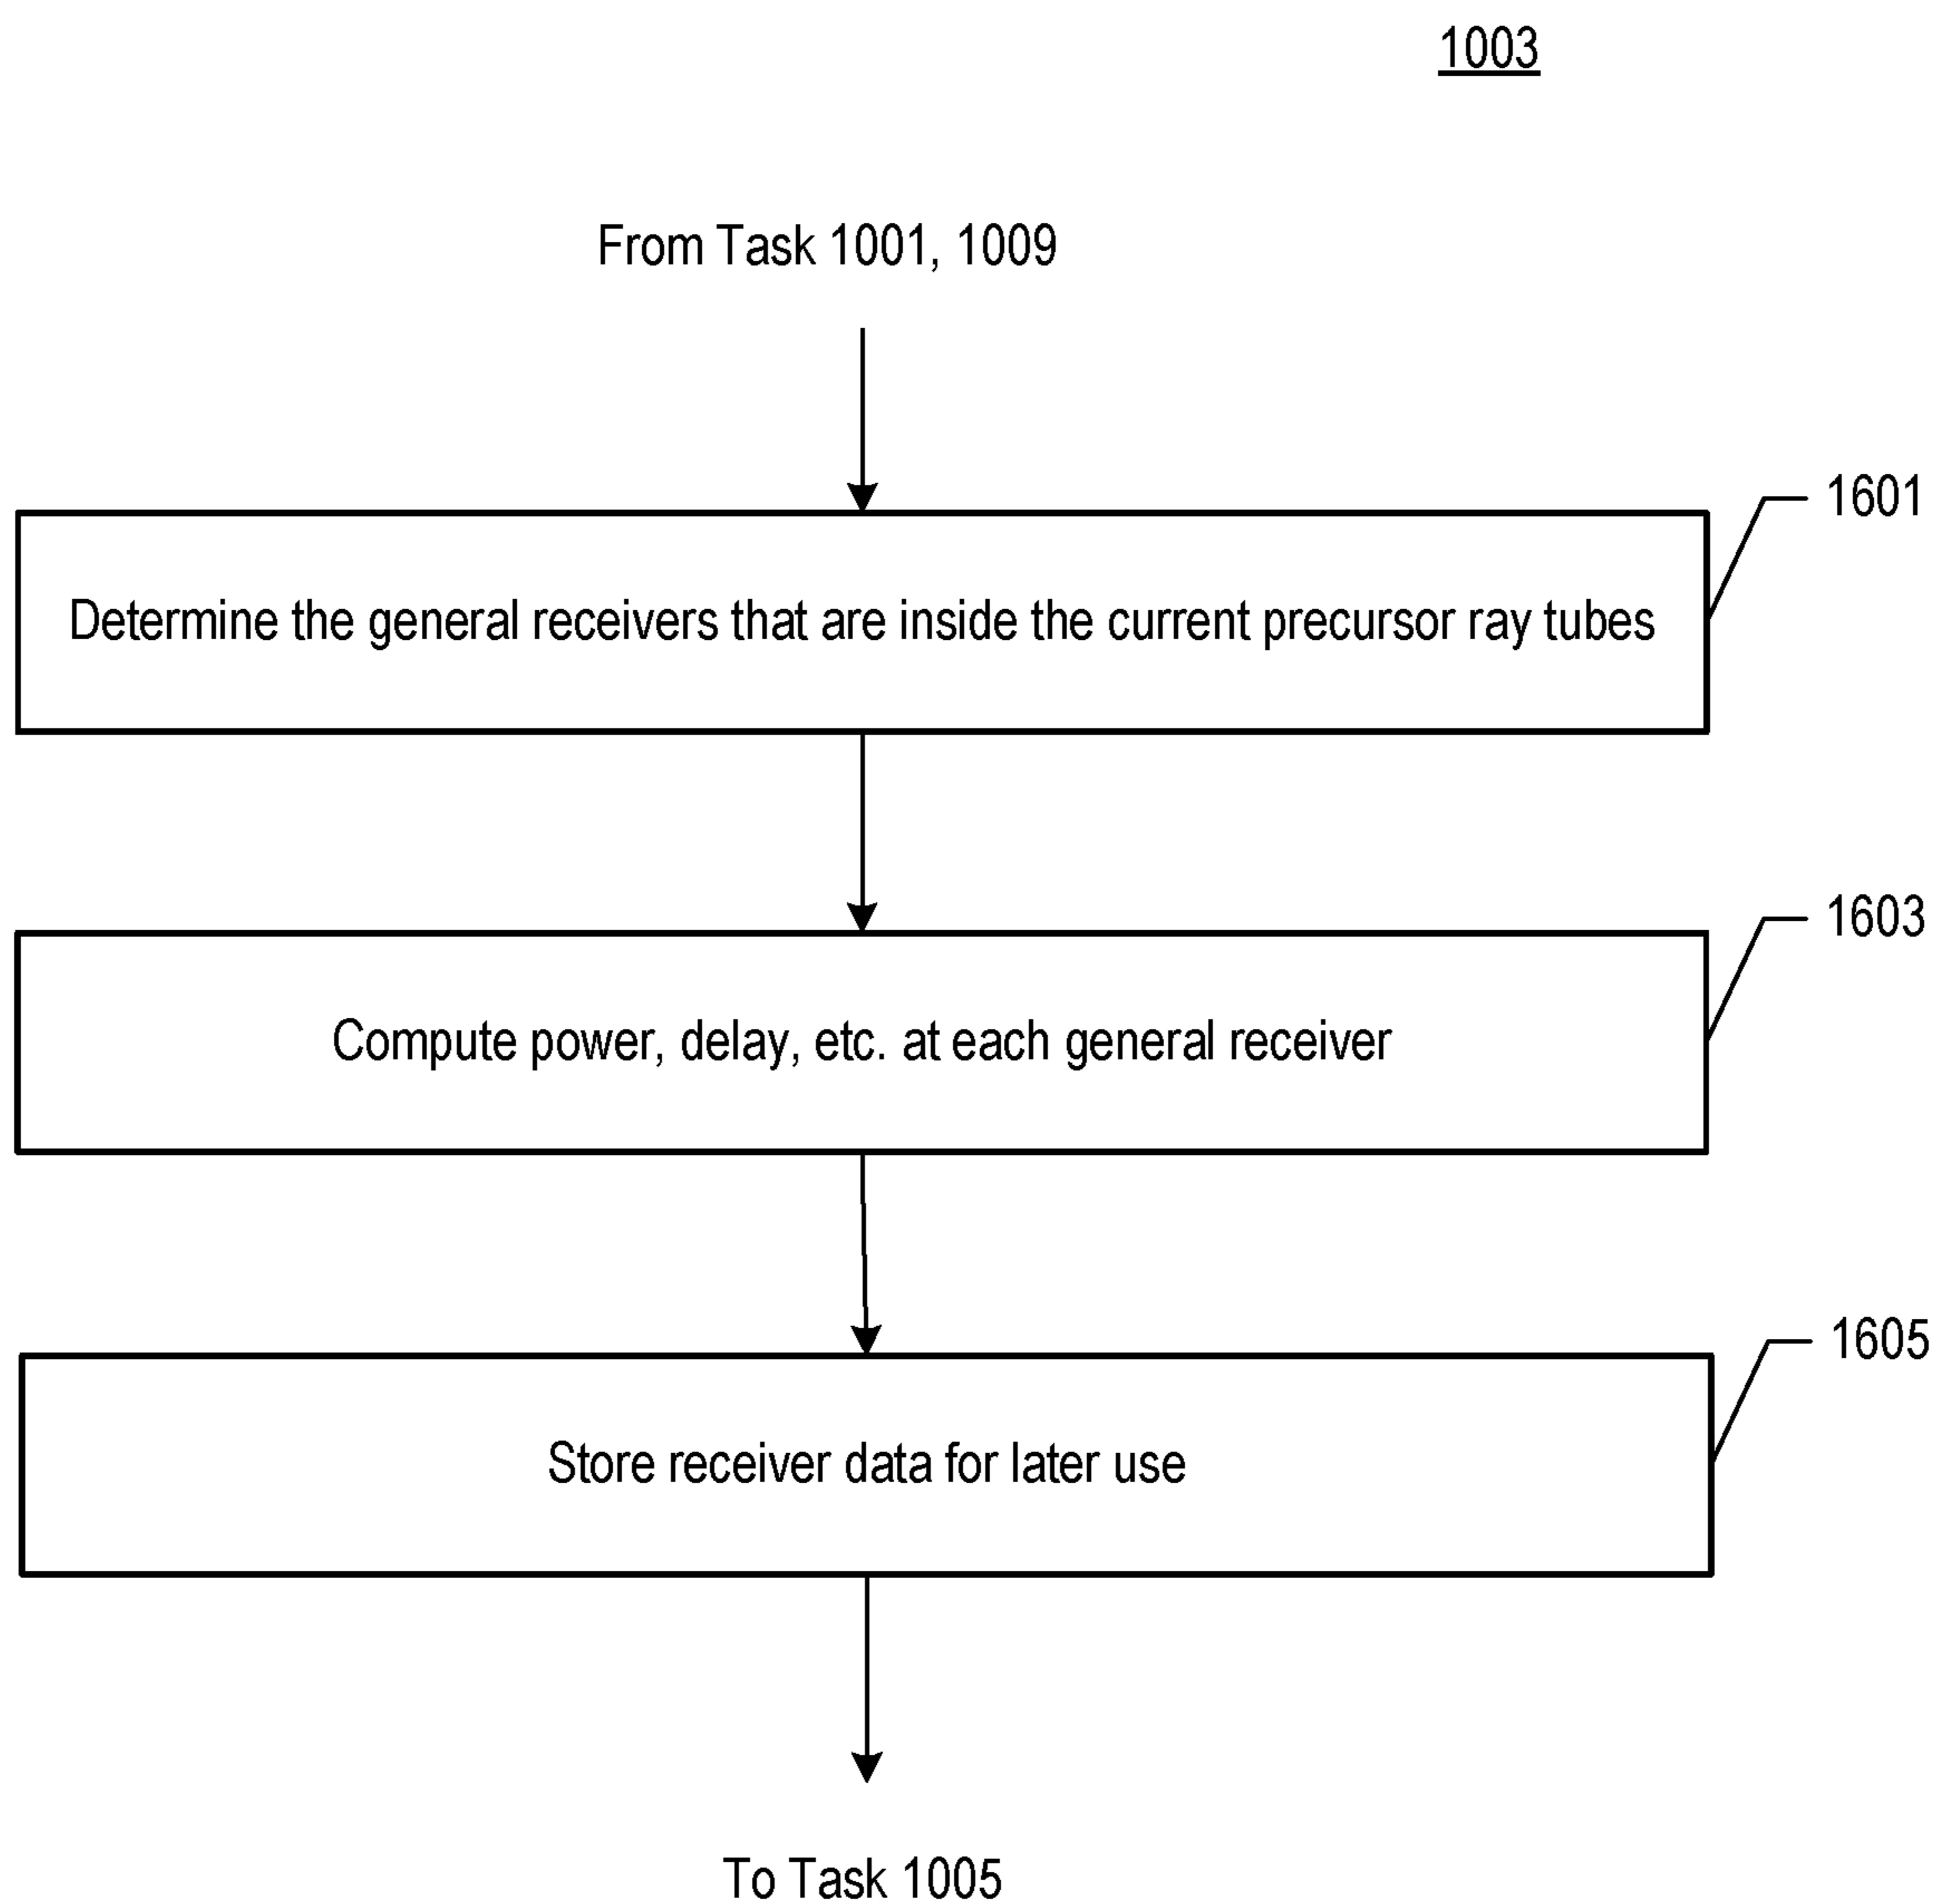 1003
From Task 1001, 1009
1601
Determine the general receivers that are inside the current precursor ray tubes
1603
Compute power, delay, etc. at each general receiver
1605
Store receiver data for later use
To Task 1005